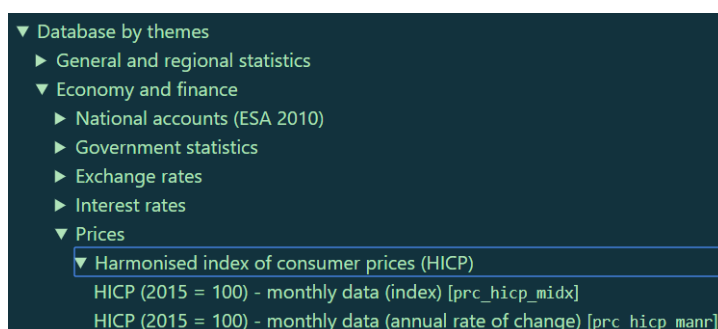 Database by themes
General and regional statistics
Economy and finance
National accounts (ESA 2010)
Government statistics
Exchange rates
Interest rates
Prices
Harmonised index of consumer prices (HICP)
HICP (2015 = 100) - monthly data (index) [prc_hicp_midx]
HICP (2015 = 100) - monthly data (annual rate of change) [prc_hicp_manr]